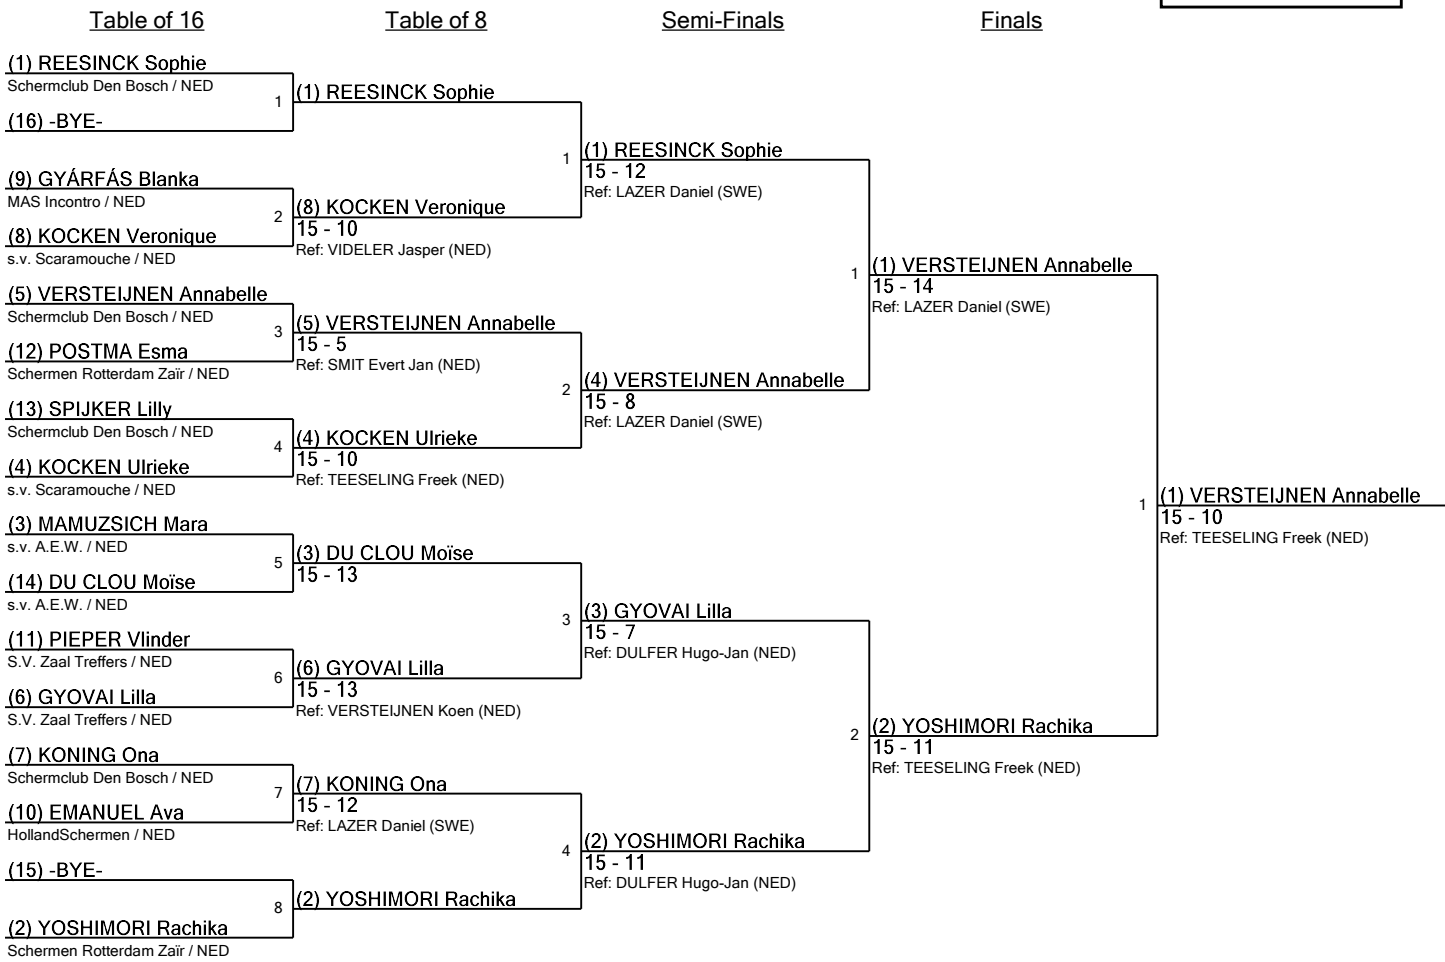 Table of 16
Table of 8
Semi-Finals
Finals
(1) REESINCK Sophie
Schermclub Den Bosch / NED
(16) -BYE-
(9) GYÁRFÁS Blanka
MAS Incontro / NED
(8) KOCKEN Veronique
s.v. Scaramouche / NED
(5) VERSTEIJNEN Annabelle
Schermclub Den Bosch / NED
(12) POSTMA Esma
Schermen Rotterdam Zaïr / NED
(13) SPIJKER Lilly
Schermclub Den Bosch / NED
(4) KOCKEN Ulrieke
s.v. Scaramouche / NED
(3) MAMUZSICH Mara
s.v. A.E.W. / NED
(14) DU CLOU Moïse
s.v. A.E.W. / NED
(11) PIEPER Vlinder
S.V. Zaal Treffers / NED
(6) GYOVAI Lilla
S.V. Zaal Treffers / NED
(7) KONING Ona
Schermclub Den Bosch / NED
(10) EMANUEL Ava
HollandSchermen / NED
(15) -BYE-
(2) YOSHIMORI Rachika
Schermen Rotterdam Zaïr / NED
1
(1) REESINCK Sophie
2
(8) KOCKEN Veronique
15 - 10
Ref: VIDELER Jasper (NED)
3
(5) VERSTEIJNEN Annabelle
15 - 5
Ref: SMIT Evert Jan (NED)
4
(4) KOCKEN Ulrieke
15 - 10
Ref: TEESELING Freek (NED)
5
(3) DU CLOU Moïse
15 - 13
6
(6) GYOVAI Lilla
15 - 13
Ref: VERSTEIJNEN Koen (NED)
7
(7) KONING Ona
15 - 12
Ref: LAZER Daniel (SWE)
8
(2) YOSHIMORI Rachika
1
(1) REESINCK Sophie
15 - 12
Ref: LAZER Daniel (SWE)
2
(4) VERSTEIJNEN Annabelle
15 - 8
Ref: LAZER Daniel (SWE)
3
(3) GYOVAI Lilla
15 - 7
Ref: DULFER Hugo-Jan (NED)
4
(2) YOSHIMORI Rachika
15 - 11
Ref: DULFER Hugo-Jan (NED)
1
(1) VERSTEIJNEN Annabelle
15 - 14
Ref: LAZER Daniel (SWE)
2
(2) YOSHIMORI Rachika
15 - 11
Ref: TEESELING Freek (NED)
1
(1) VERSTEIJNEN Annabelle
15 - 10
Ref: TEESELING Freek (NED)